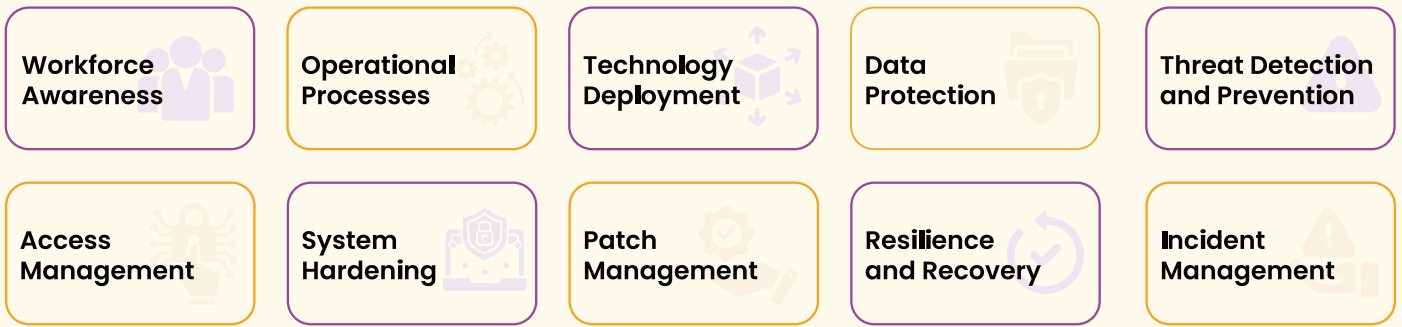 Workforce
Awareness
Operational
Processes
Technology
Deployment
Data
Protection
Threat Detection
and Prevention
Access
Management
System
Hardening
Patch
Management
Resilience
and Recovery
Incident
Management